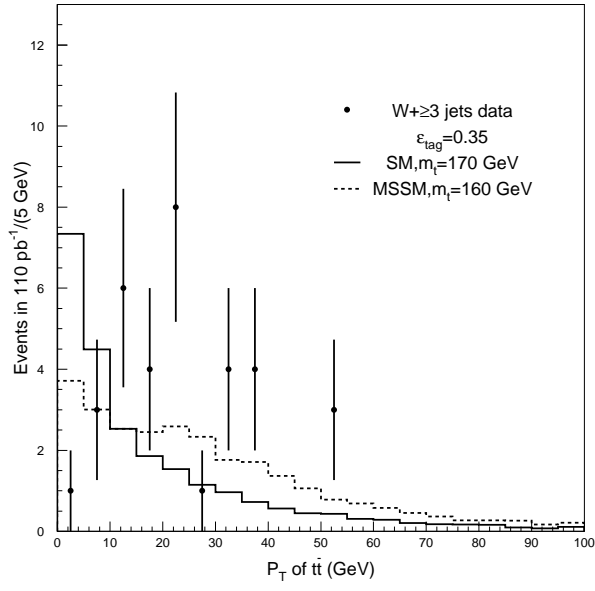 12
10
8
6
4
2
0
Events in 110 pb⁻¹/(5 GeV)
W+≥3 jets data
ε_tag=0.35
SM,m_t=170 GeV
MSSM,m_t=160 GeV
0 10 20 30 40 50 60 70 80 90 100
P_T of tt̄ (GeV)